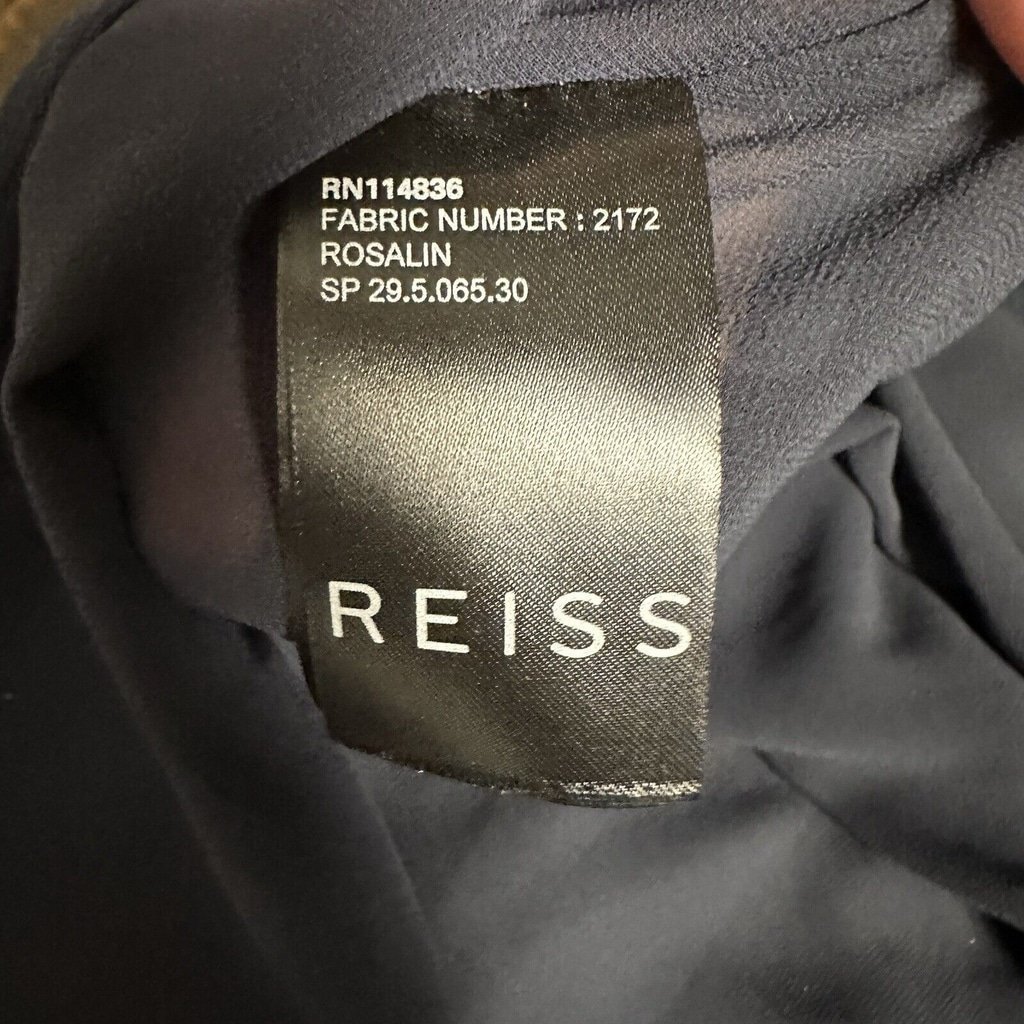 RN114836
FABRIC NUMBER : 2172
ROSALIN
SP 29.5.065.30
REISS